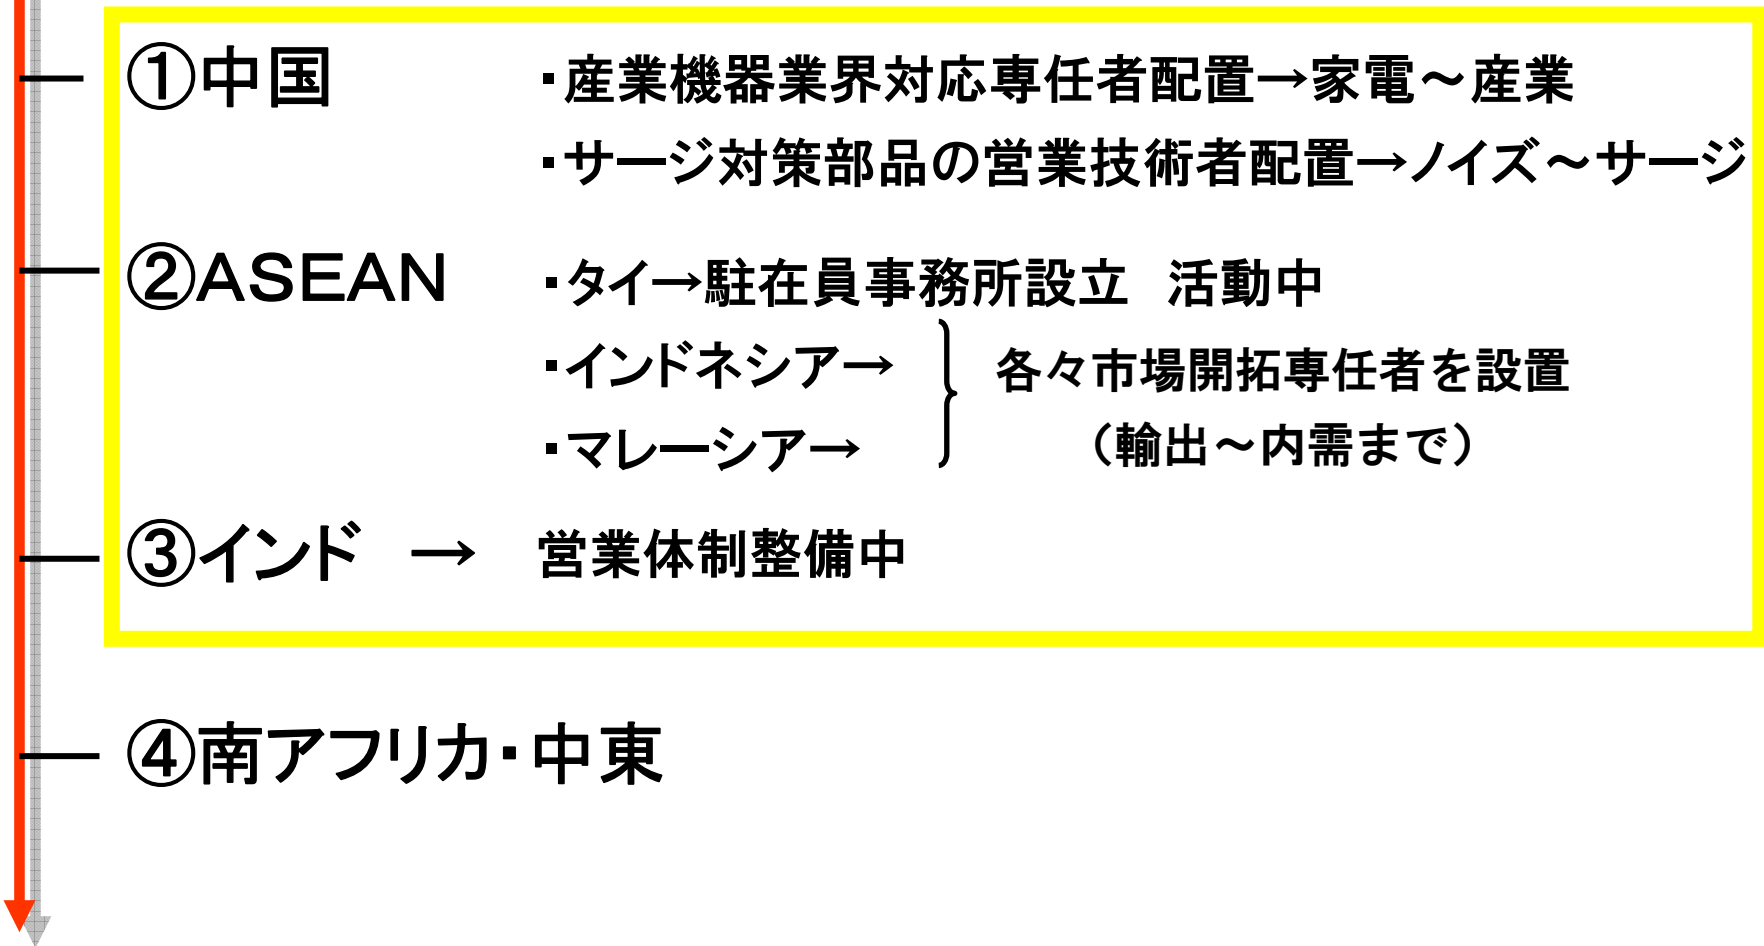 ①中国　・産業機器業界対応専任者配置→家電～産業
・サージ対策部品の営業技術者配置→ノイズ～サージ
②ＡＳＥＡＮ　・タイ→駐在員事務所設立　活動中
・インドネシア→　各々市場開拓専任者を設置
・マレーシア→　（輸出～内需まで）
③インド　→　営業体制整備中
④南アフリカ・中東